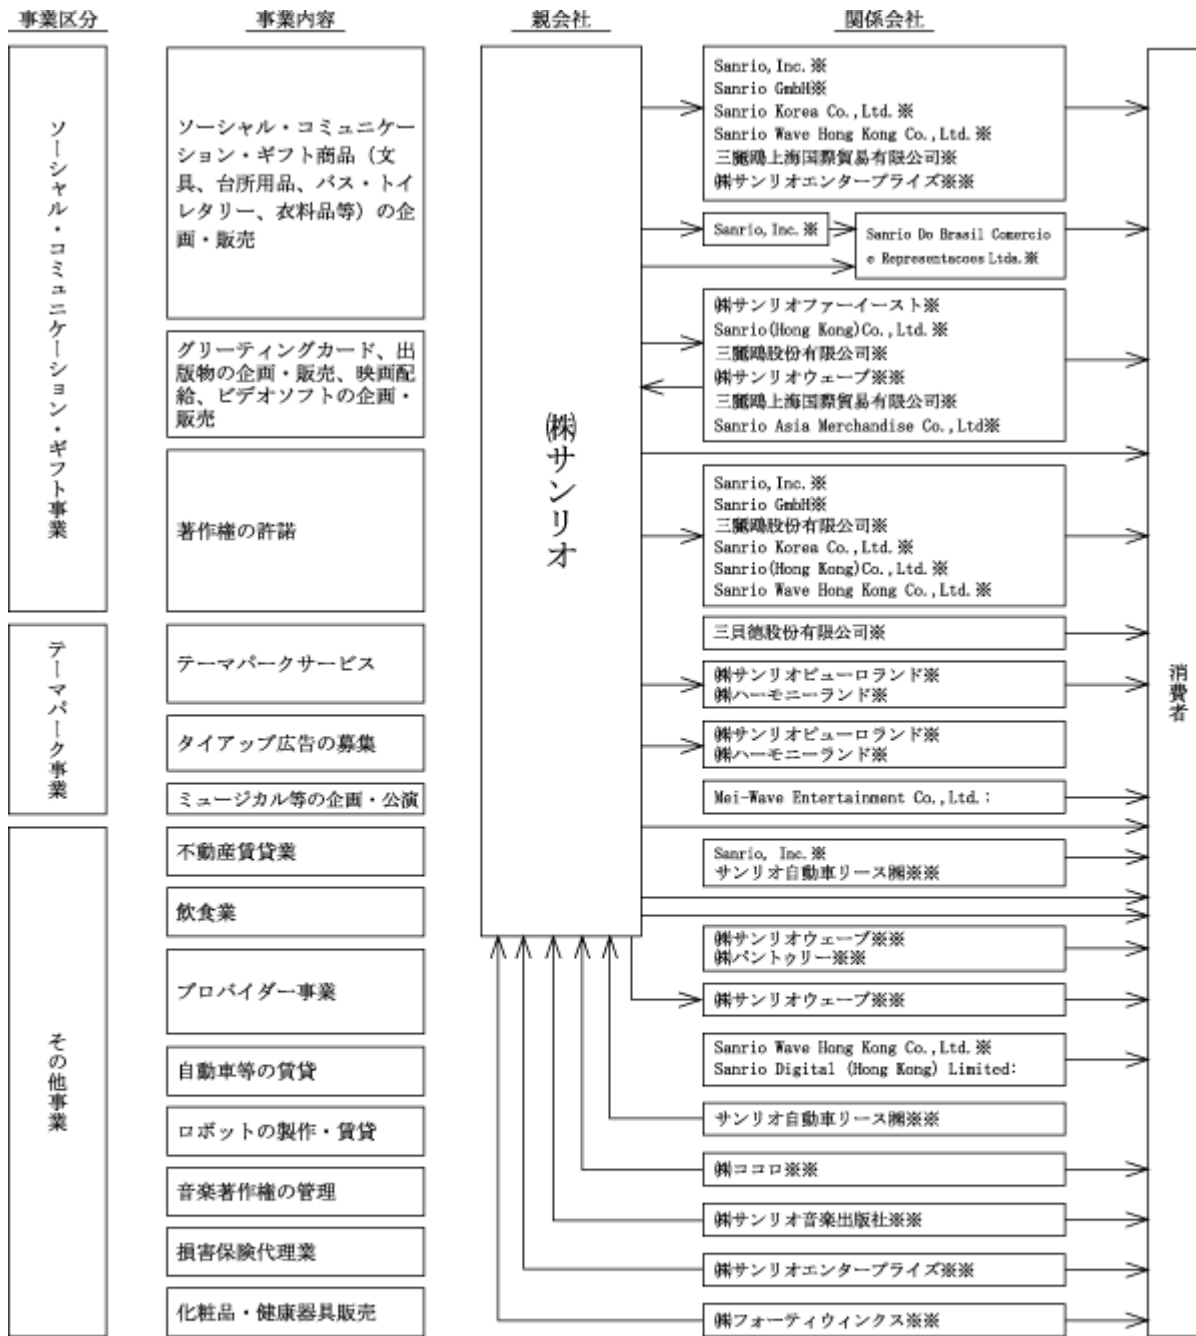 事業区分
事業内容
親会社
関係会社
ソーシャル・コミュニケーション・ギフト事業
ソーシャル・コミュニケー
ション・ギフト商品（文
具、台所用品、バス・トイ
レタリー、衣料品等）の企
画・販売
グリーティングカード、出
版物の企画・販売、映画配
給、ビデオソフトの企画・
販売
著作権の許諾
テーマパーク事業
テーマパークサービス
タイアップ広告の募集
ミュージカル等の企画・公演
その他事業
不動産賃貸業
飲食業
プロバイダー事業
自動車等の賃貸
ロボットの製作・賃貸
音楽著作権の管理
損害保険代理業
化粧品・健康器具販売
㈱サンリオ
Sanrio,Inc.※
Sanrio GmbH※
Sanrio Korea Co.,Ltd.※
Sanrio Wave Hong Kong Co.,Ltd.※
三麗鷗上海国際貿易有限公司※
㈱サンリオエンタープライズ※※
Sanrio,Inc.※
Sanrio Do Brasil Comercio
e Representacoes Ltda.※
㈱サンリオファーイースト※
Sanrio(Hong Kong)Co.,Ltd.※
三麗鷗股份有限公司※
㈱サンリオウェーブ※※
三麗鷗上海国際貿易有限公司※
Sanrio Asia Merchandise Co.,Ltd※
Sanrio,Inc.※
Sanrio GmbH※
三麗鷗股份有限公司※
Sanrio Korea Co.,Ltd.※
Sanrio(Hong Kong)Co.,Ltd.※
Sanrio Wave Hong Kong Co.,Ltd.※
三貝德股份有限公司※
㈱サンリオピューロランド※
㈱ハーモニーランド※
㈱サンリオピューロランド※
㈱ハーモニーランド※
Mei-Wave Entertainment Co.,Ltd.:
Sanrio, Inc.※
サンリオ自動車リース㈱※※
㈱サンリオウェーブ※※
㈱パントゥリー※※
㈱サンリオウェーブ※※
Sanrio Wave Hong Kong Co.,Ltd.※
Sanrio Digital (Hong Kong) Limited:
サンリオ自動車リース㈱※※
㈱ココロ※※
㈱サンリオ音楽出版社※※
㈱サンリオエンタープライズ※※
㈱フォーティウィンクス※※
消費者